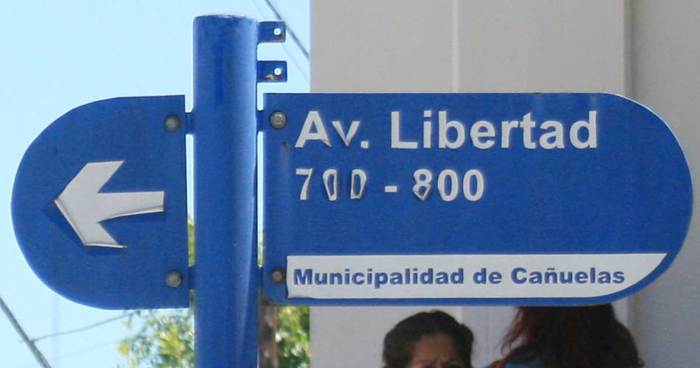 Av. Libertad
700 - 800
Municipalidad de Cañuelas